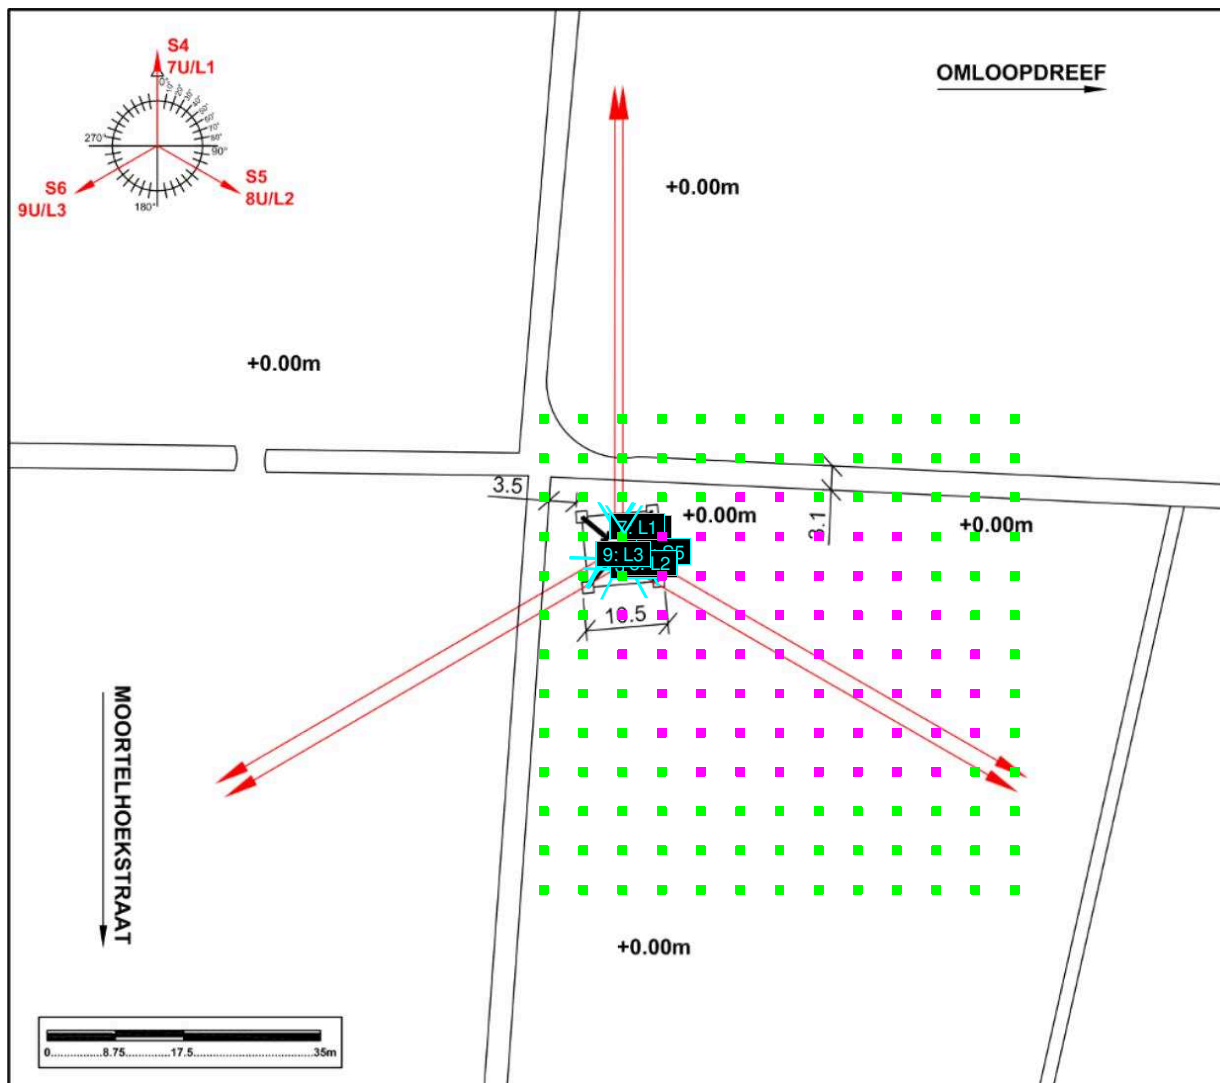 S4
7U/L1
OMLOOPDREEF
270°
90°
S6
9U/L3
S5
8U/L2
180°
+0.00m
+0.00m
3.5
+0.00m
+0.00m
3.1
L1
9: L3
S5
L2
10.5
MOORTELHOEKSTRAAT
+0.00m
0 8.75 17.5 35m